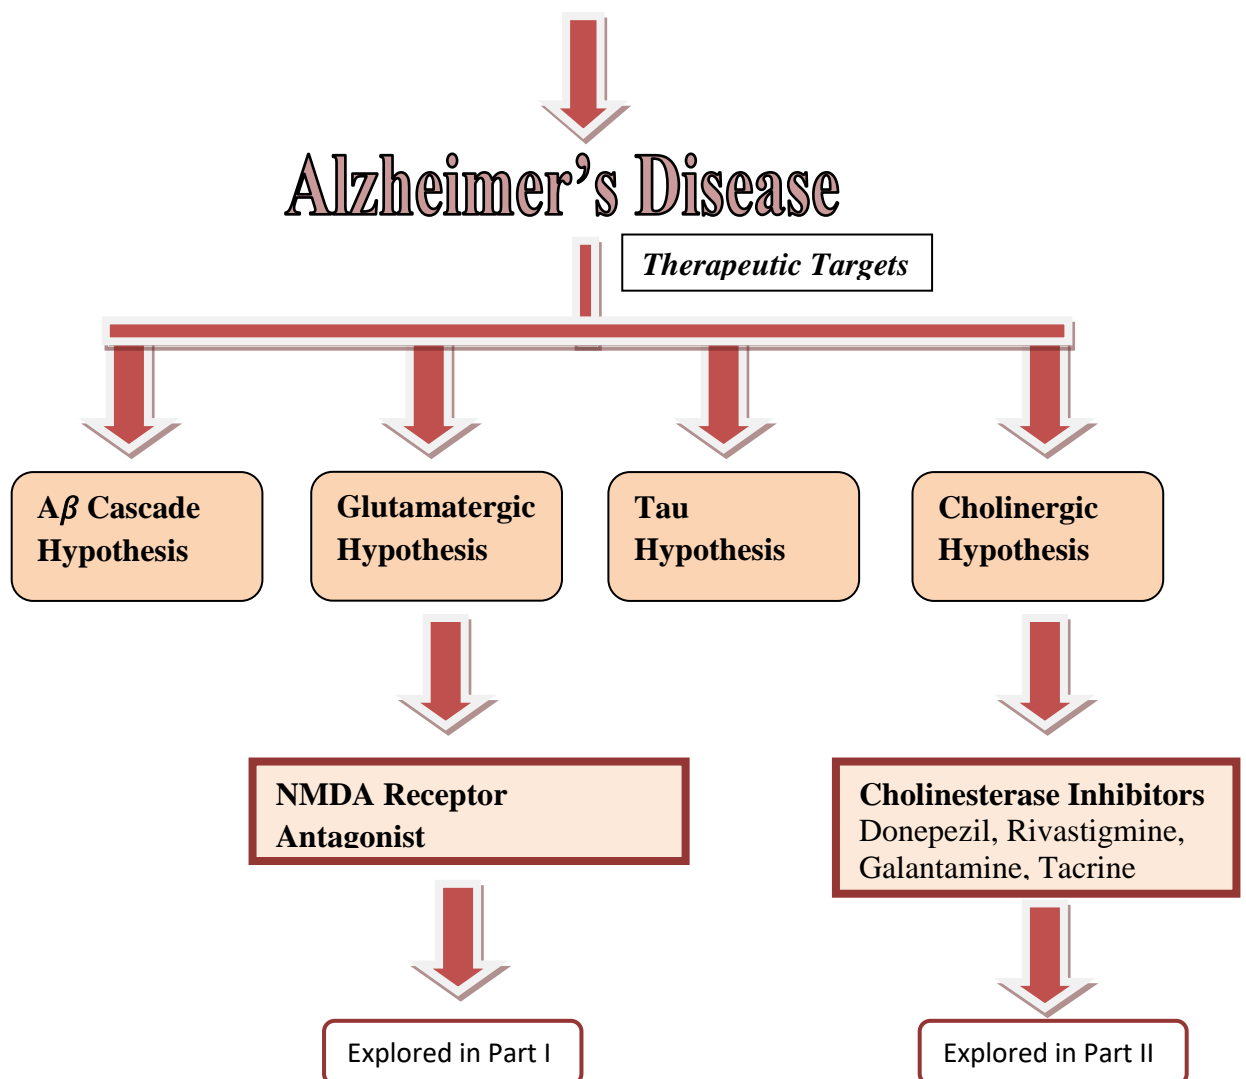 Alzheimer’s Disease
Therapeutic Targets
Aβ Cascade
Hypothesis
Glutamatergic
Hypothesis
Tau
Hypothesis
Cholinergic
Hypothesis
NMDA Receptor
Antagonist
Cholinesterase Inhibitors
Donepezil, Rivastigmine,
Galantamine, Tacrine
Explored in Part I
Explored in Part II